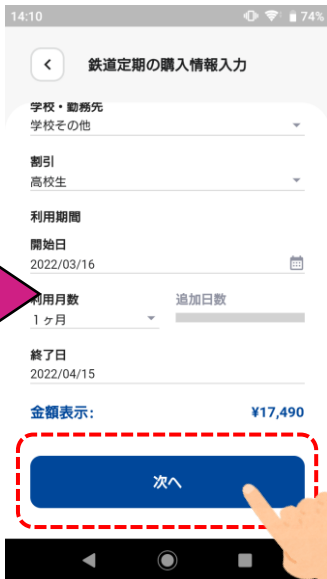 14:10
74%
鉄道定期の購入情報入力
学校・勤務先
学校その他
割引
高校生
利用期間
開始日
2022/03/16
利用月数
追加日数
1ヶ月
終了日
2022/04/15
金額表示:
¥17,490
次へ